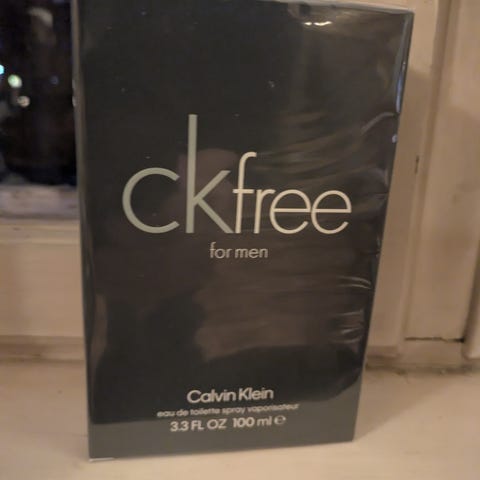 ckfree
for men
Calvin Klein
eau de toilette spray vaporisateur
3.3 FL OZ 100 ml ℮